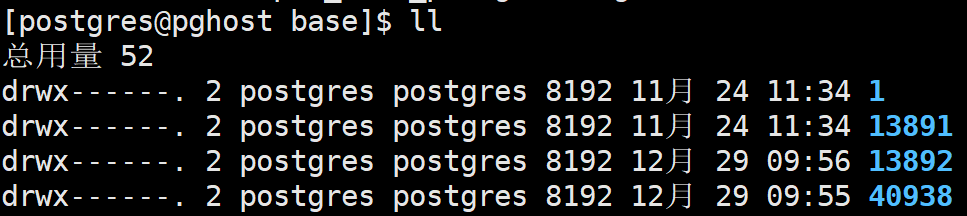 [postgres@pghost base]$ ll
总用量 52
drwx------. 2 postgres postgres 8192 11月 24 11:34 1
drwx------. 2 postgres postgres 8192 11月 24 11:34 13891
drwx------. 2 postgres postgres 8192 12月 29 09:56 13892
drwx------. 2 postgres postgres 8192 12月 29 09:55 40938